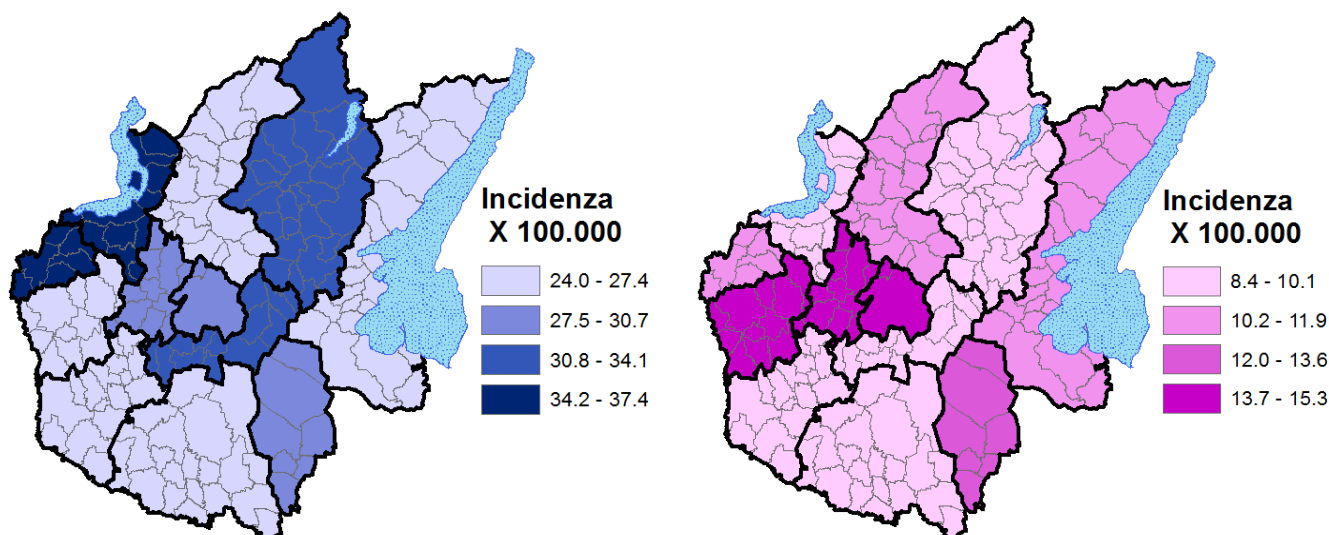 Incidenza
X 100.000
24.0 - 27.4
27.5 - 30.7
30.8 - 34.1
34.2 - 37.4
Incidenza
X 100.000
8.4 - 10.1
10.2 - 11.9
12.0 - 13.6
13.7 - 15.3